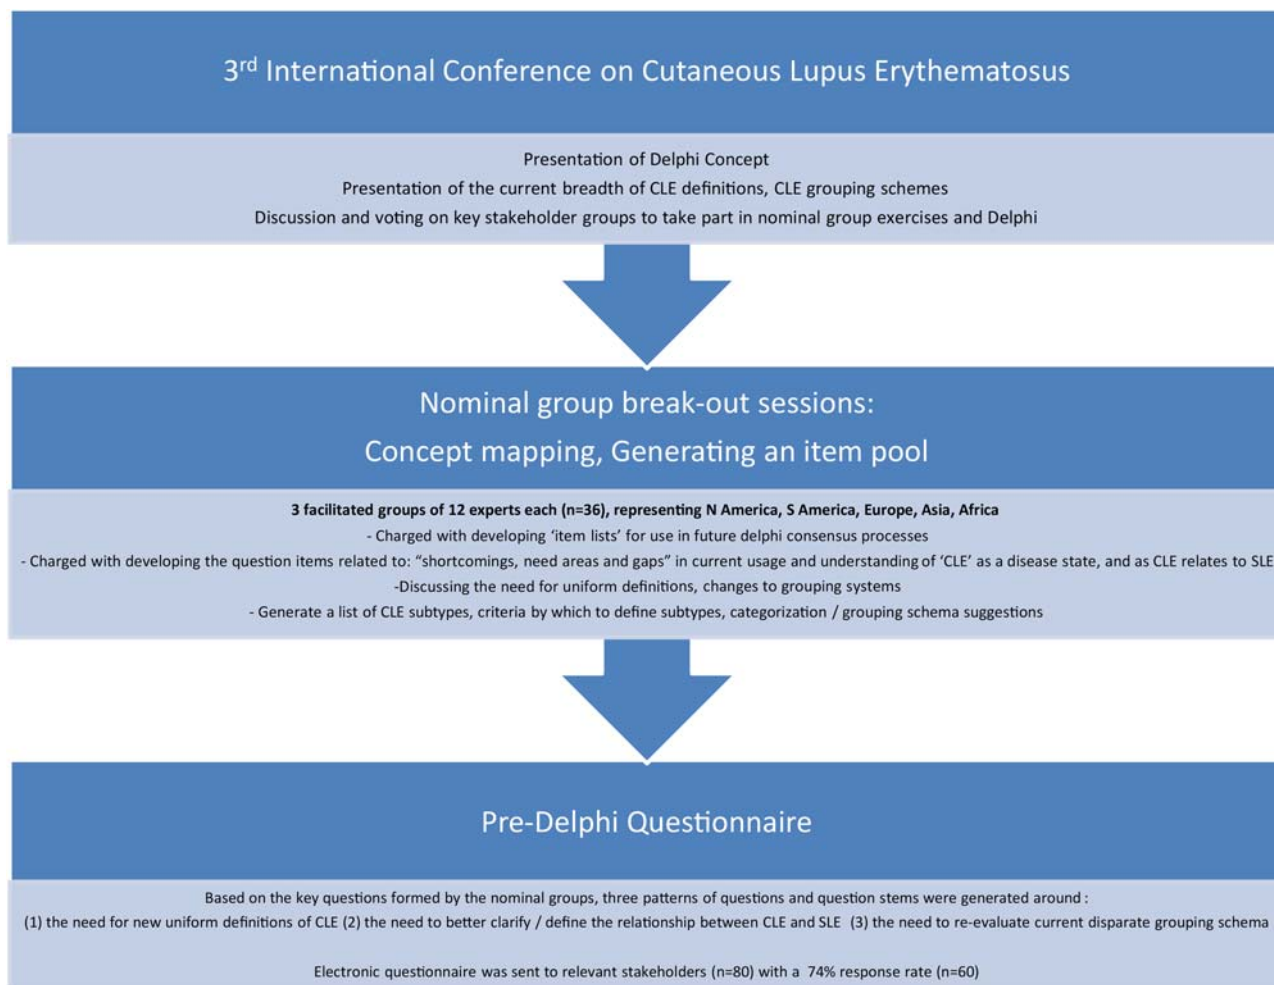 3rd International Conference on Cutaneous Lupus Erythematosus
Presentation of Delphi Concept
Presentation of the current breadth of CLE definitions, CLE grouping schemes
Discussion and voting on key stakeholder groups to take part in nominal group exercises and Delphi
Nominal group break-out sessions:
Concept mapping, Generating an item pool
3 facilitated groups of 12 experts each (n=36), representing N America, S America, Europe, Asia, Africa
- Charged with developing ‘item lists’ for use in future delphi consensus processes
- Charged with developing the question items related to: “shortcomings, need areas and gaps” in current usage and understanding of ‘CLE’ as a disease state, and as CLE relates to SLE
-Discussing the need for uniform definitions, changes to grouping systems
- Generate a list of CLE subtypes, criteria by which to define subtypes, categorization / grouping schema suggestions
Pre-Delphi Questionnaire
Based on the key questions formed by the nominal groups, three patterns of questions and question stems were generated around :
(1) the need for new uniform definitions of CLE (2) the need to better clarify / define the relationship between CLE and SLE (3) the need to re-evaluate current disparate grouping schema
Electronic questionnaire was sent to relevant stakeholders (n=80) with a 74% response rate (n=60)